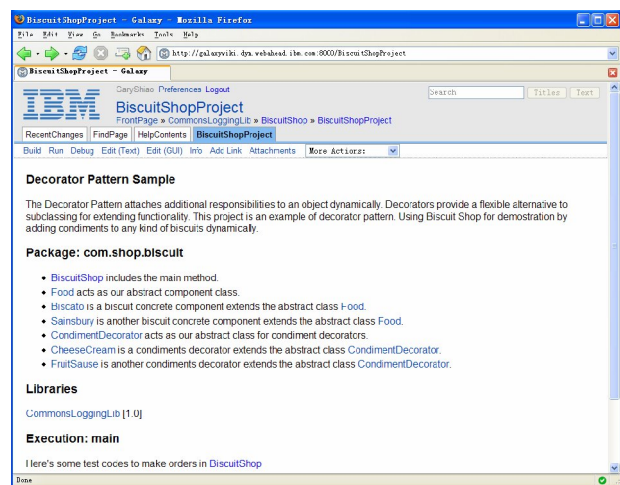 BiscuitShopProject - Galaxy - Mozilla Firefox
File Edit View Go Bookmarks Tools Help
http://galaxywiki.dyn.webahead.ibm.com:8000/BiscuitShopProject
BiscuitShopProject - Galaxy
GaryShiao Preferences Logout
Search Titles Text
IBM
BiscuitShopProject
FrontPage » CommonsLoggingLib » BiscuitShop » BiscuitShopProject
RecentChanges FindPage HelpContents BiscuitShopProject
Build Run Debug Edit (Text) Edit (GUI) Info Add Link Attachments More Actions:
Decorator Pattern Sample
The Decorator Pattern attaches additional responsibilities to an object dynamically. Decorators provide a flexible alternative to
subclassing for extending functionality. This project is an example of decorator pattern. Using Biscuit Shop for demostration by
adding condiments to any kind of biscuits dynamically.
Package: com.shop.biscuit
• BiscuitShop includes the main method.
• Food acts as our abstract component class.
• Biscato is a biscuit concrete component extends the abstract class Food.
• Sainsbury is another biscuit concrete component extends the abstract class Food.
• CondimentDecorator acts as our abstract class for condiment decorators.
• CheeseCream is a condiments decorator extends the abstract class CondimentDecorator.
• FruitSause is another condiments decorator extends the abstract class CondimentDecorator.
Libraries
CommonsLoggingLib [1.0]
Execution: main
Here's some test codes to make orders in BiscuitShop
Done